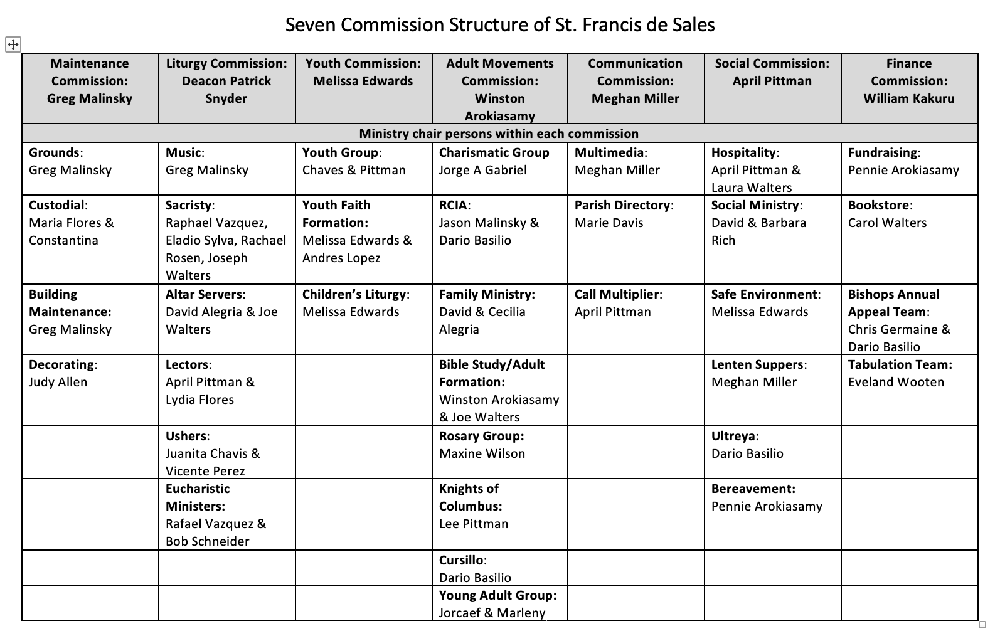 Seven Commission Structure of St. Francis de Sales
Maintenance
Commission:
Greg Malinsky
Liturgy Commission:
Deacon Patrick
Snyder
Youth Commission:
Melissa Edwards
Adult Movements
Commission:
Winston
Arokiasamy
Communication
Commission:
Meghan Miller
Social Commission:
April Pittman
Finance
Commission:
William Kakuru
Ministry chair persons within each commission
Grounds:
Greg Malinsky
Music:
Greg Malinsky
Youth Group:
Chaves & Pittman
Charismatic Group
Jorge A Gabriel
Multimedia:
Meghan Miller
Hospitality:
April Pittman &
Laura Walters
Fundraising:
Pennie Arokiasamy
Custodial:
Maria Flores &
Constantina
Sacristy:
Raphael Vazquez,
Eladio Sylva, Rachael
Rosen, Joseph
Walters
Youth Faith
Formation:
Melissa Edwards &
Andres Lopez
RCIA:
Jason Malinsky &
Dario Basilio
Parish Directory:
Marie Davis
Social Ministry:
David & Barbara
Rich
Bookstore:
Carol Walters
Building
Maintenance:
Greg Malinsky
Altar Servers:
David Alegria & Joe
Walters
Children’s Liturgy:
Melissa Edwards
Family Ministry:
David & Cecilia
Alegria
Call Multiplier:
April Pittman
Safe Environment:
Melissa Edwards
Bishops Annual
Appeal Team:
Chris Germaine &
Dario Basilio
Decorating:
Judy Allen
Lectors:
April Pittman &
Lydia Flores
Bible Study/Adult
Formation:
Winston Arokiasamy
& Joe Walters
Lenten Suppers:
Meghan Miller
Tabulation Team:
Eveland Wooten
Ushers:
Juanita Chavis &
Vicente Perez
Rosary Group:
Maxine Wilson
Ultreya:
Dario Basilio
Eucharistic
Ministers:
Rafael Vazquez &
Bob Schneider
Knights of
Columbus:
Lee Pittman
Bereavement:
Pennie Arokiasamy
Cursillo:
Dario Basilio
Young Adult Group:
Jorcaef & Marleny